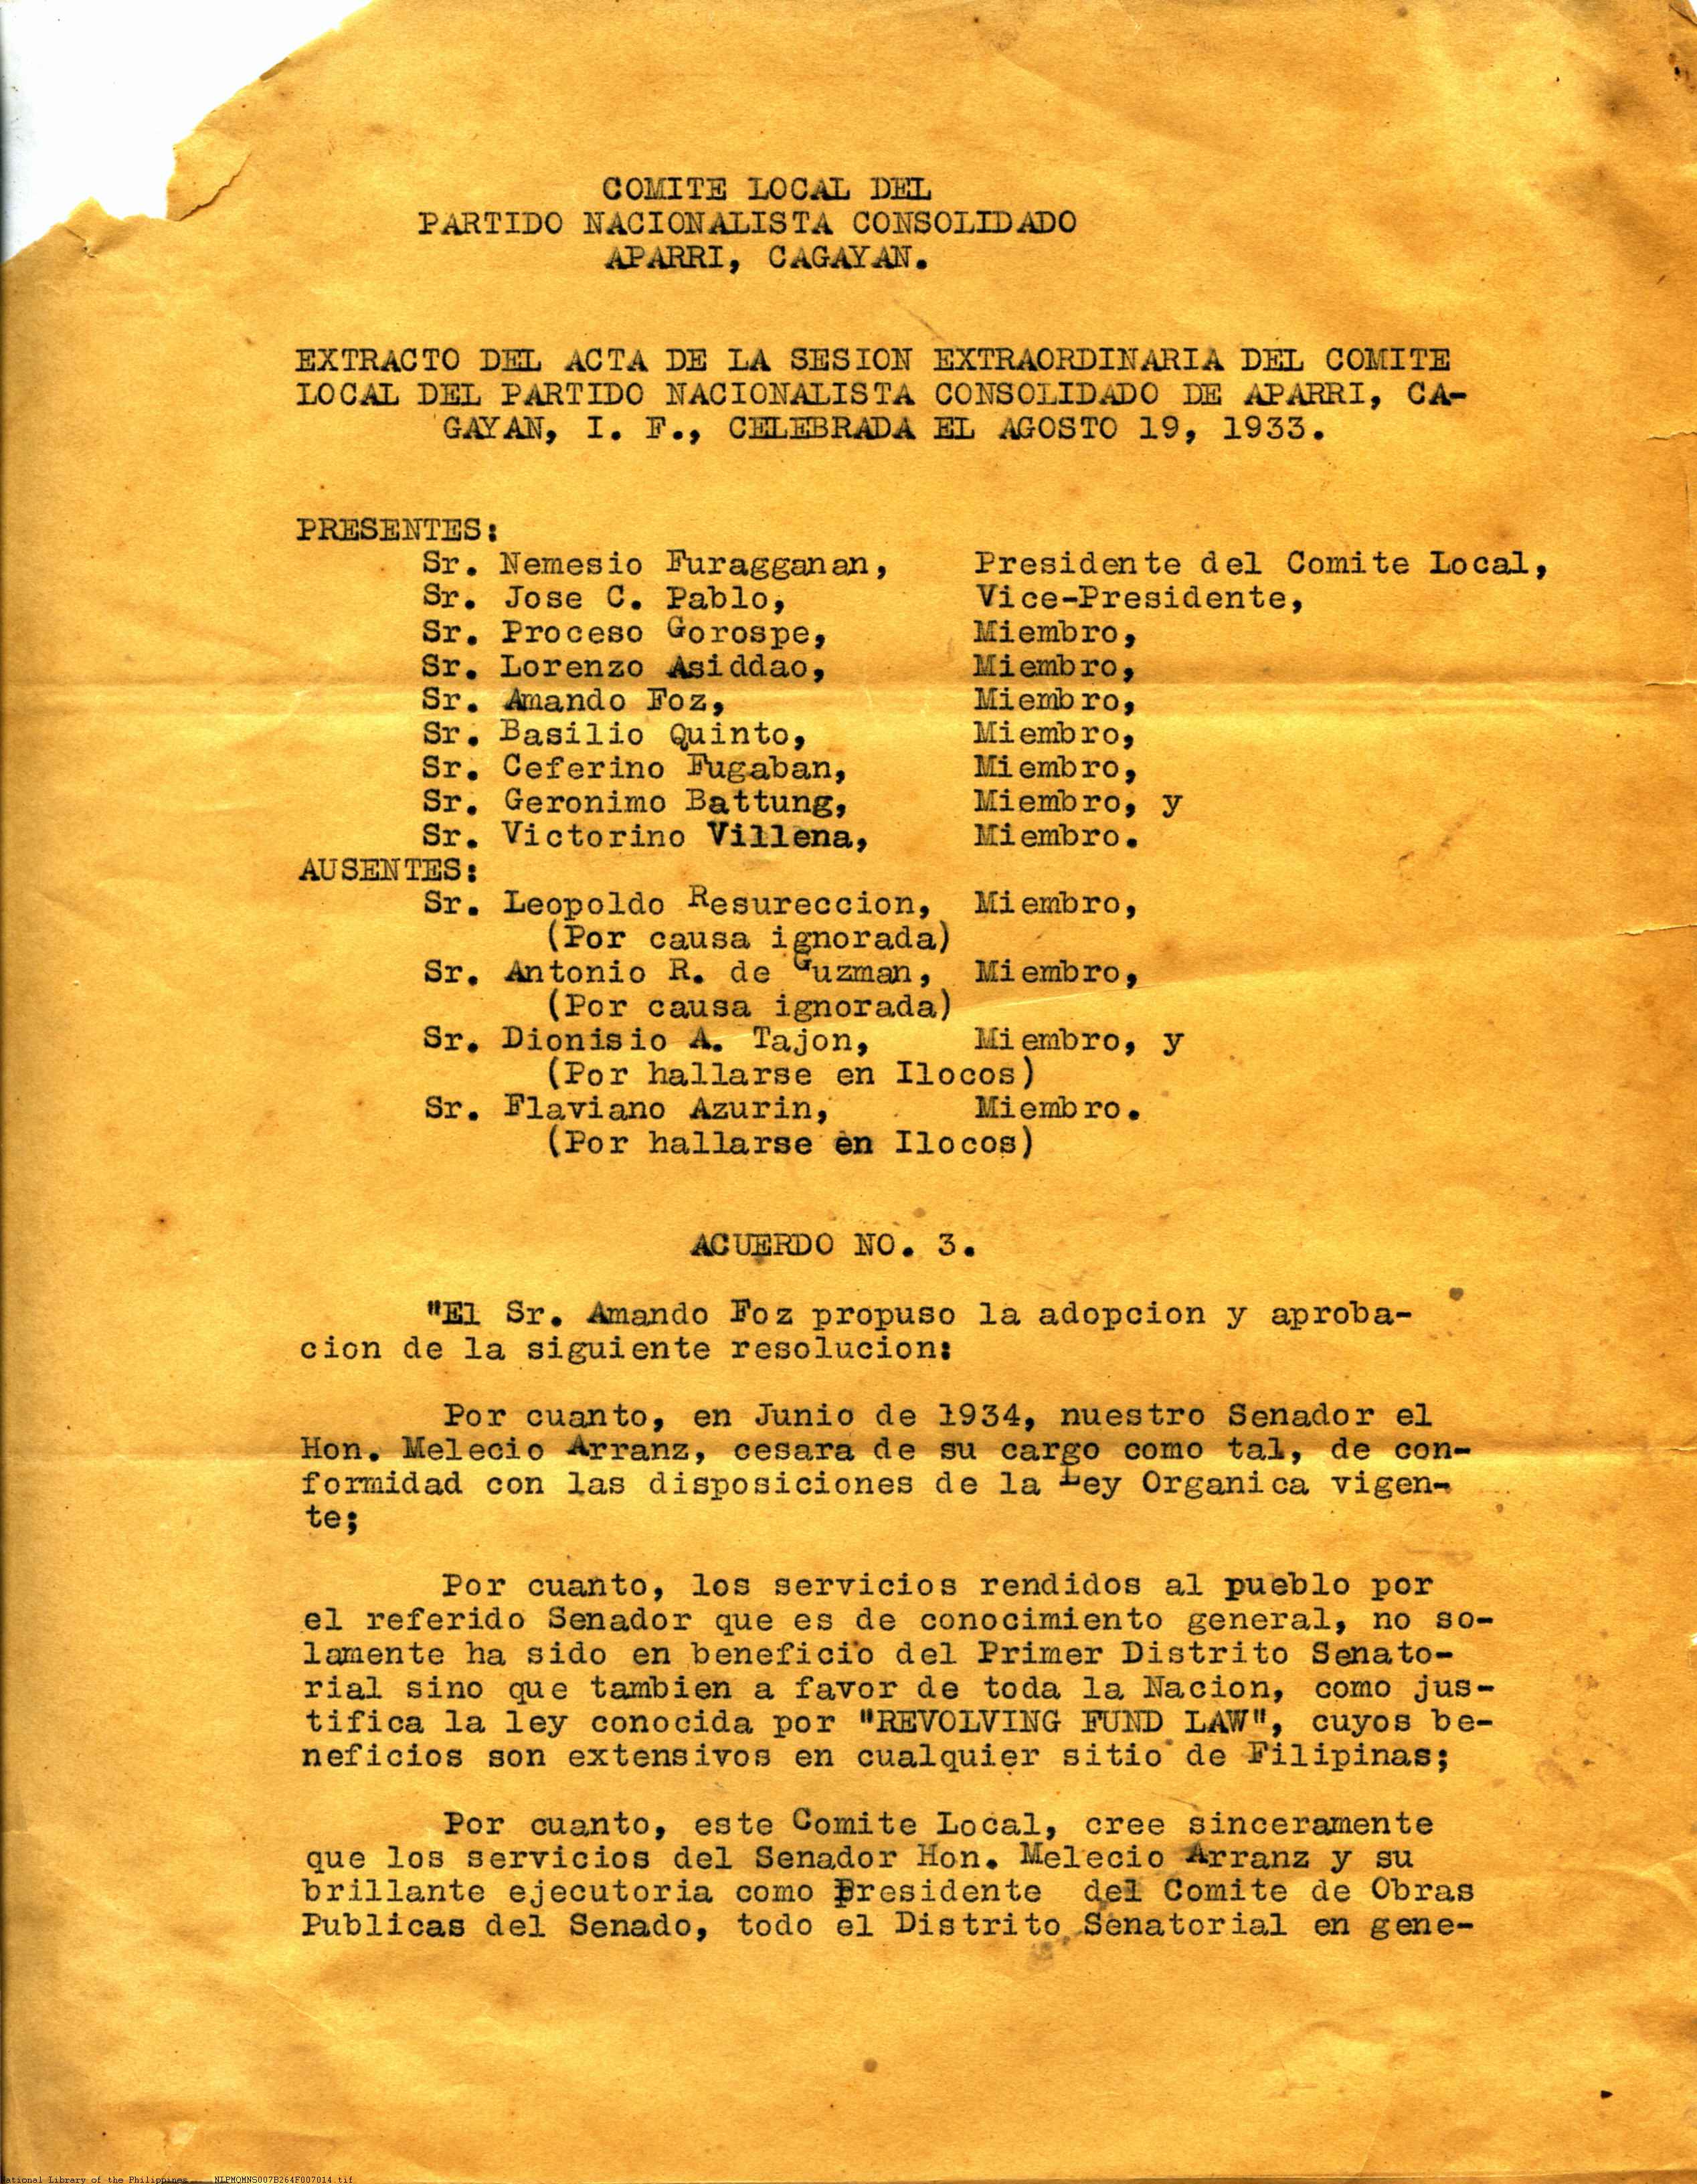 COMITE LOCAL DEL
PARTIDO NACIONALISTA CONSOLIDADO
APARRI, CAGAYAN.
EXTRACTO DEL ACTA DE LA SESION EXTRAORDINARIA DEL COMITE
LOCAL DEL PARTIDO NACIONALISTA CONSOLIDADO DE APARRI, CA-
GAYAN, I. F., CELEBRADA EL AGOSTO 19, 1933.
PRESENTES:
Sr. Nemesio Furagganan, Presidente del Comite Local,
Sr. Jose C. Pablo, Vice-Presidente,
Sr. Proceso Gorospe, Miembro,
Sr. Lorenzo Asiddao, Miembro,
Sr. Amando Foz, Miembro,
Sr. Basilio Quinto, Miembro,
Sr. Ceferino Fugaban, Miembro,
Sr. Geronimo Battung, Miembro, y
Sr. Victorino Villena, Miembro.
AUSENTES:
Sr. Leopoldo Resureccion, Miembro,
(Por causa ignorada)
Sr. Antonio R. de Guzman, Miembro,
(Por causa ignorada)
Sr. Dionisio A. Tajon, Miembro, y
(Por hallarse en Ilocos)
Sr. Flaviano Azurin, Miembro.
(Por hallarse en Ilocos)
ACUERDO NO. 3.
"El Sr. Amando Foz propuso la adopcion y aproba-
cion de la siguiente resolucion:
Por cuanto, en Junio de 1934, nuestro Senador el
Hon. Melecio Arranz, cesara de su cargo como tal, de con-
formidad con las disposiciones de la Ley Organica vigen-
te;
Por cuanto, los servicios rendidos al pueblo por
el referido Senador que es de conocimiento general, no so-
lamente ha sido en beneficio del Primer Distrito Senato-
rial sino que tambien a favor de toda la Nacion, como jus-
tifica la ley conocida por "REVOLVING FUND LAW", cuyos be-
neficios son extensivos en cualquier sitio de Filipinas;
Por cuanto, este Comite Local, cree sinceramente
que los servicios del Senador Hon. Melecio Arranz y su
brillante ejecutoria como Presidente del Comite de Obras
Publicas del Senado, todo el Distrito Senatorial en gene-
National Library of the Philippines NLPMQMNS007B264F007014.tif